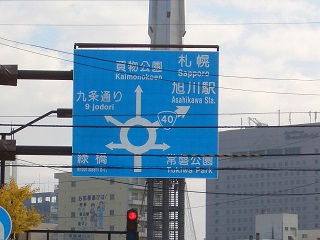 買物公園
Kaimonokoen
札幌
Sapporo
旭川駅
Asahikawa Sta.
九条通り
9 jodori
40
緑橋
常磐公園
Tokiwa Park